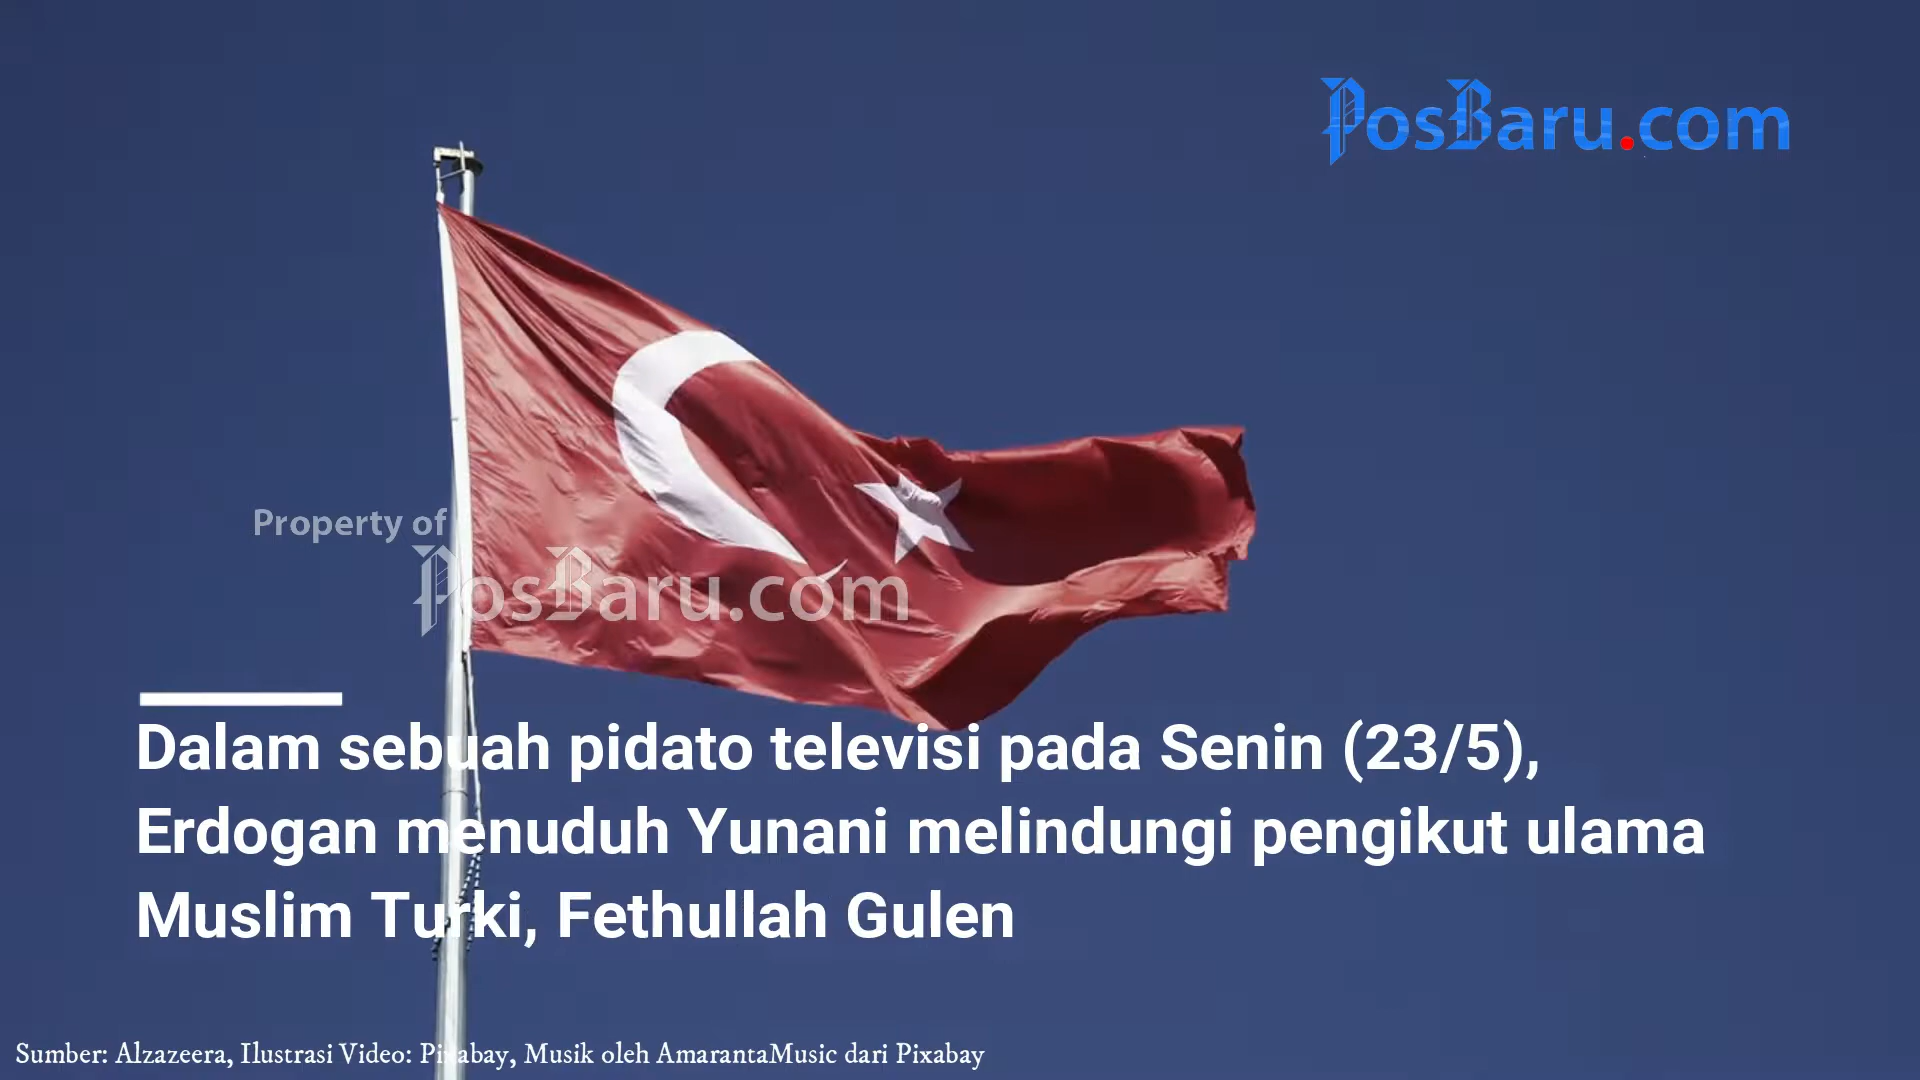 PosBaru.com
Property of
PosBaru.com
Dalam sebuah pidato televisi pada Senin (23/5),
Erdogan menuduh Yunani melindungi pengikut ulama
Muslim Turki, Fethullah Gulen
Sumber: Alzazeera, Ilustrasi Video: Pixabay, Musik oleh AmarantaMusic dari Pixabay